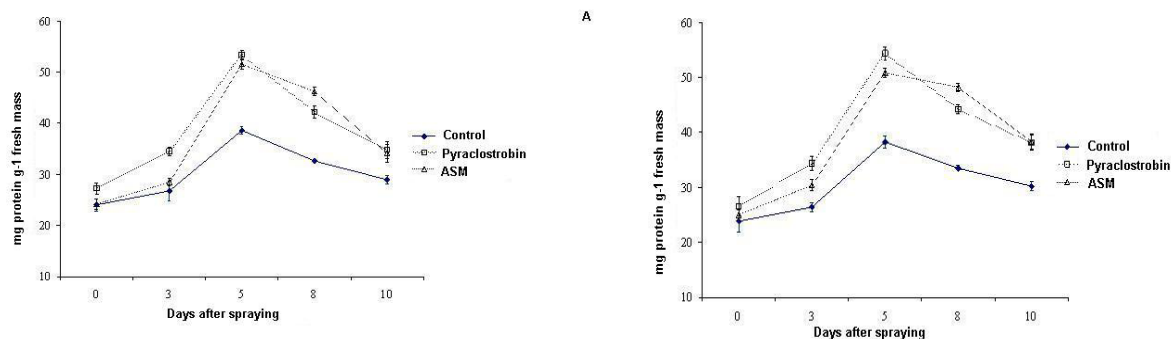 A
60
50
40
30
20
10
mg protein g-1 fresh mass
0 3 5 8 10
Days after spraying
Control
Pyraclostrobin
ASM
60
50
40
30
20
10
mg protein g-1 fresh mass
0 3 5 8 10
Days after spraying
Control
Pyraclostrobin
ASM